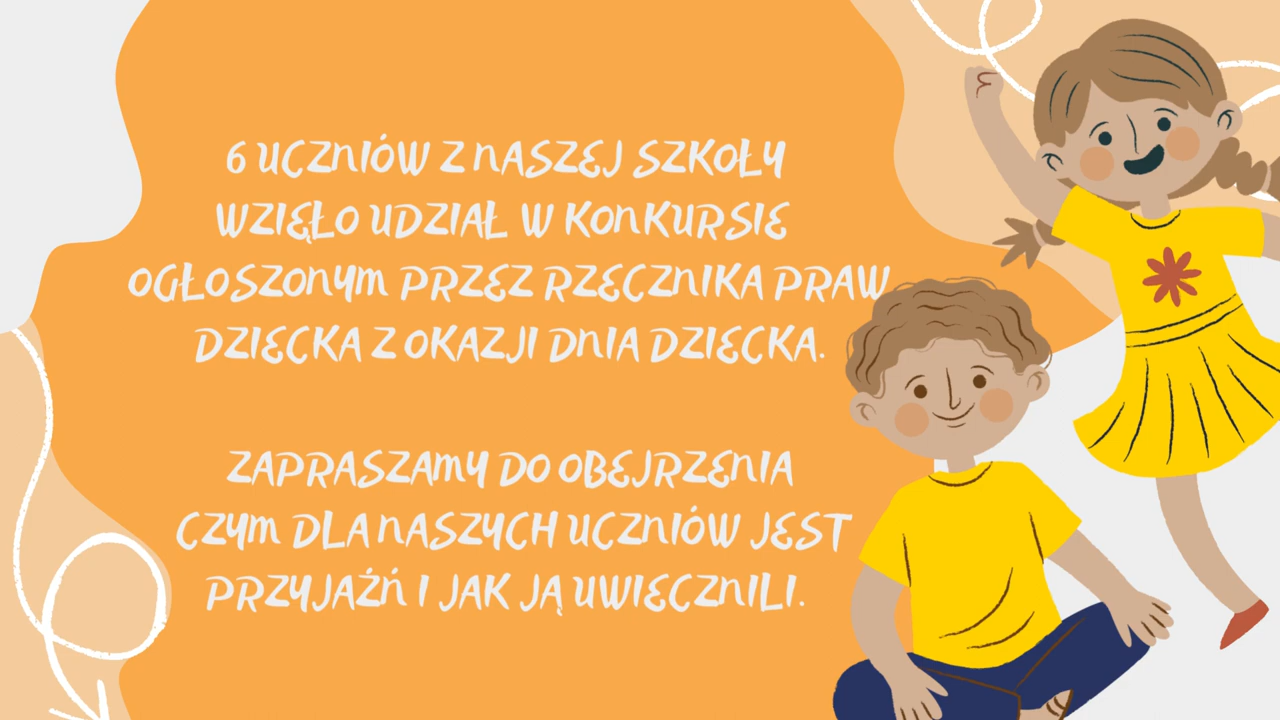 6 UCZNIÓW Z NASZEJ SZKOŁY
WZIĘŁO UDZIAŁ W KONKURSIE
OGŁOSZONYM PRZEZ RZECZNIKA PRAW
DZIECKA Z OKAZJI DNIA DZIECKA.
ZAPRASZAMY DO OBEJRZENIA
CZYM DLA NASZYCH UCZNIÓW JEST
PRZYJAŹŃ I JAK JĄ UWIECZNILI.